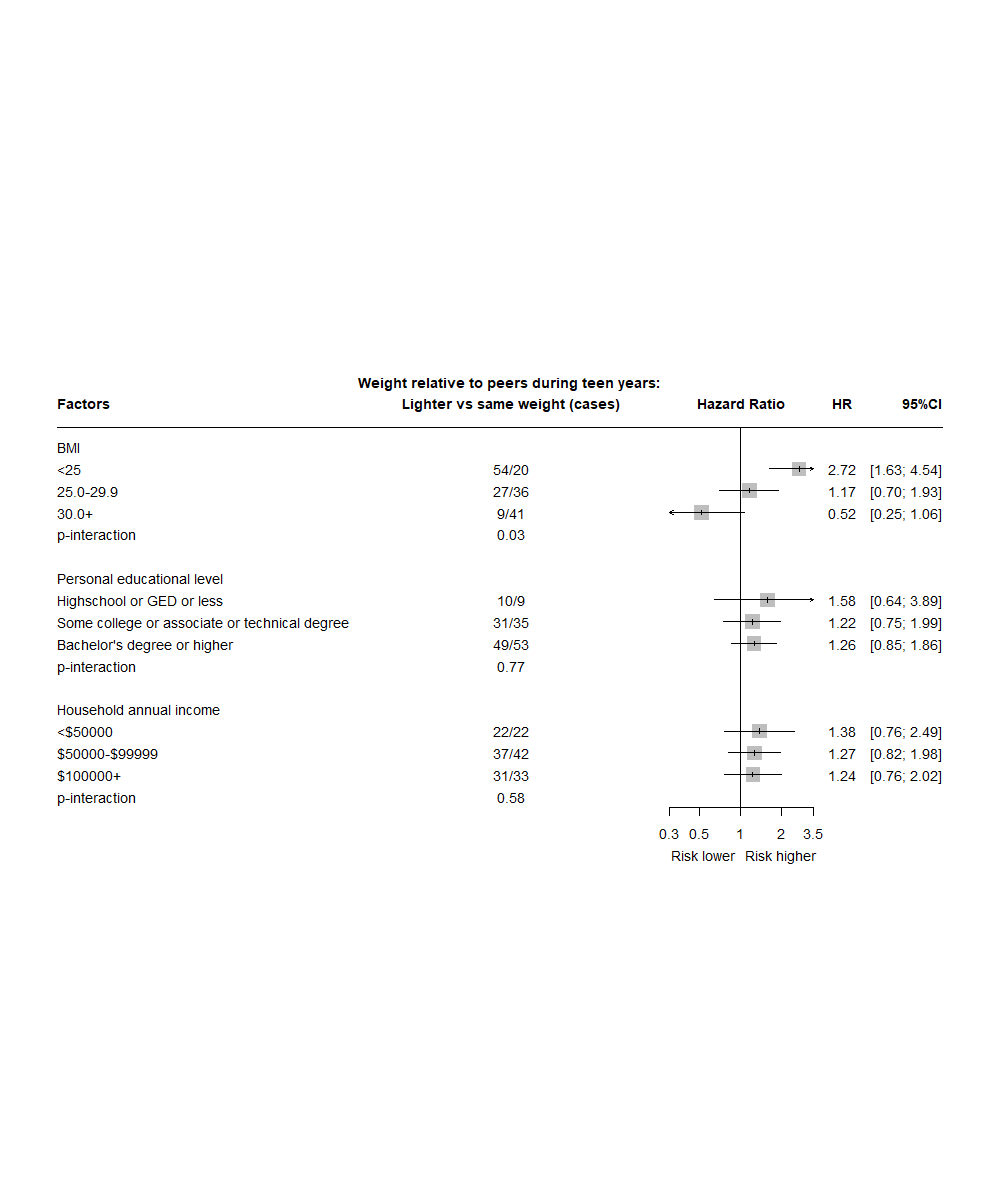 Weight relative to peers during teen years:
Factors Lighter vs same weight (cases) Hazard Ratio HR 95%CI
BMI
<25 54/20 2.72 [1.63; 4.54]
25.0-29.9 27/36 1.17 [0.70; 1.93]
30.0+ 9/41 0.52 [0.25; 1.06]
p-interaction 0.03
Personal educational level
Highschool or GED or less 10/9 1.58 [0.64; 3.89]
Some college or associate or technical degree 31/35 1.22 [0.75; 1.99]
Bachelor's degree or higher 49/53 1.26 [0.85; 1.86]
p-interaction 0.77
Household annual income
<$50000 22/22 1.38 [0.76; 2.49]
$50000-$99999 37/42 1.27 [0.82; 1.98]
$100000+ 31/33 1.24 [0.76; 2.02]
p-interaction 0.58
0.3 0.5 1 2 3.5
Risk lower Risk higher